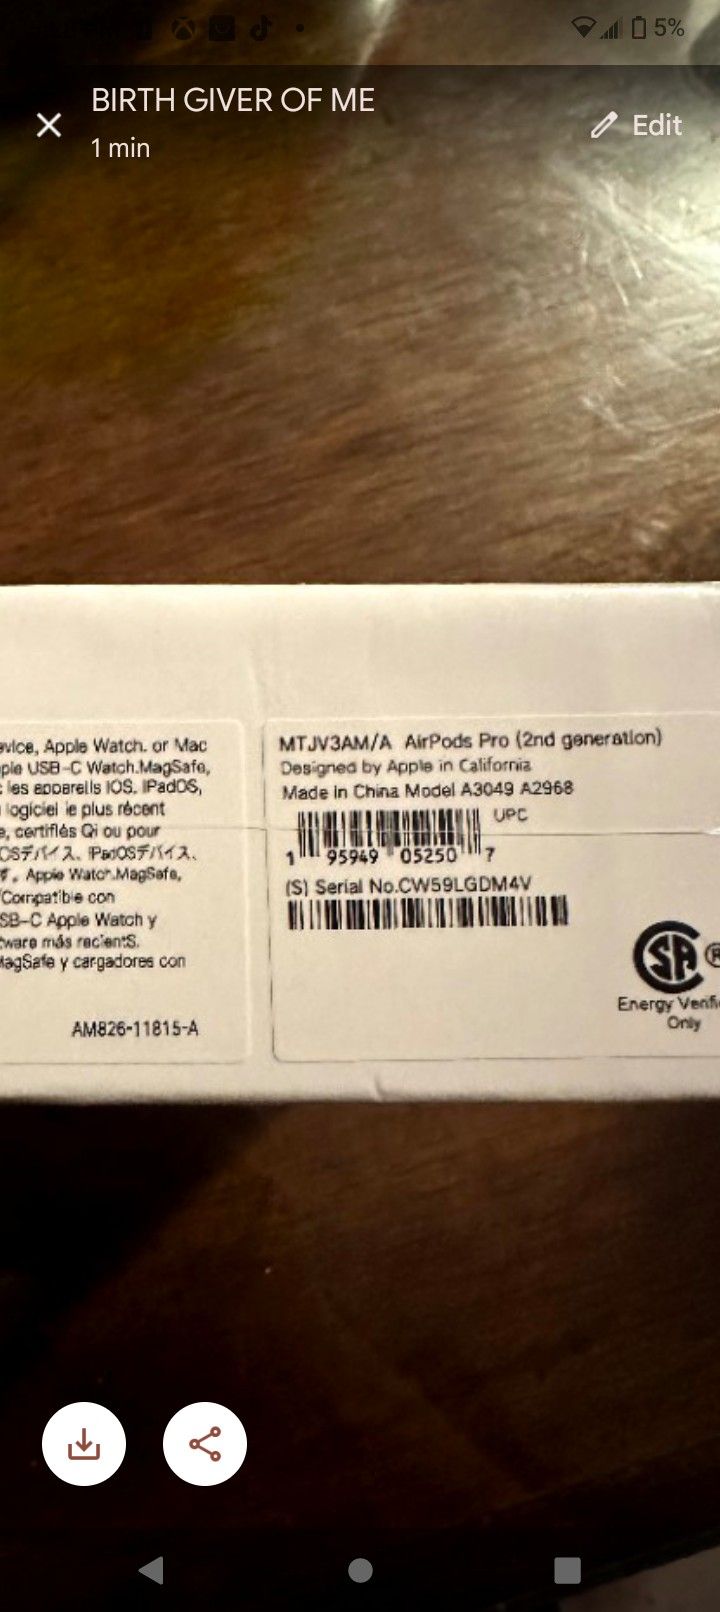 5%
BIRTH GIVER OF ME
1 min
Edit
evice, Apple Watch. or Mac
ple USB-C Watch.MagSafe,
les appareils iOS. iPadOS,
logiciel le plus récent
e, certifiés Qi ou pour
OSデバイス、iPadOSデバイス、
Apple Watch.MagSafe,
Compatible con
SB-C Apple Watch y
tware más recientS.
MagSafe y cargadores con
AM826-11815-A
MTJV3AM/A AirPods Pro (2nd generation)
Designed by Apple in California
Made in China Model A3049 A2968
UPC
1 95949 05250 7
(S) Serial No.CW59LGDM4V
SA ®
Energy Verifi
Only